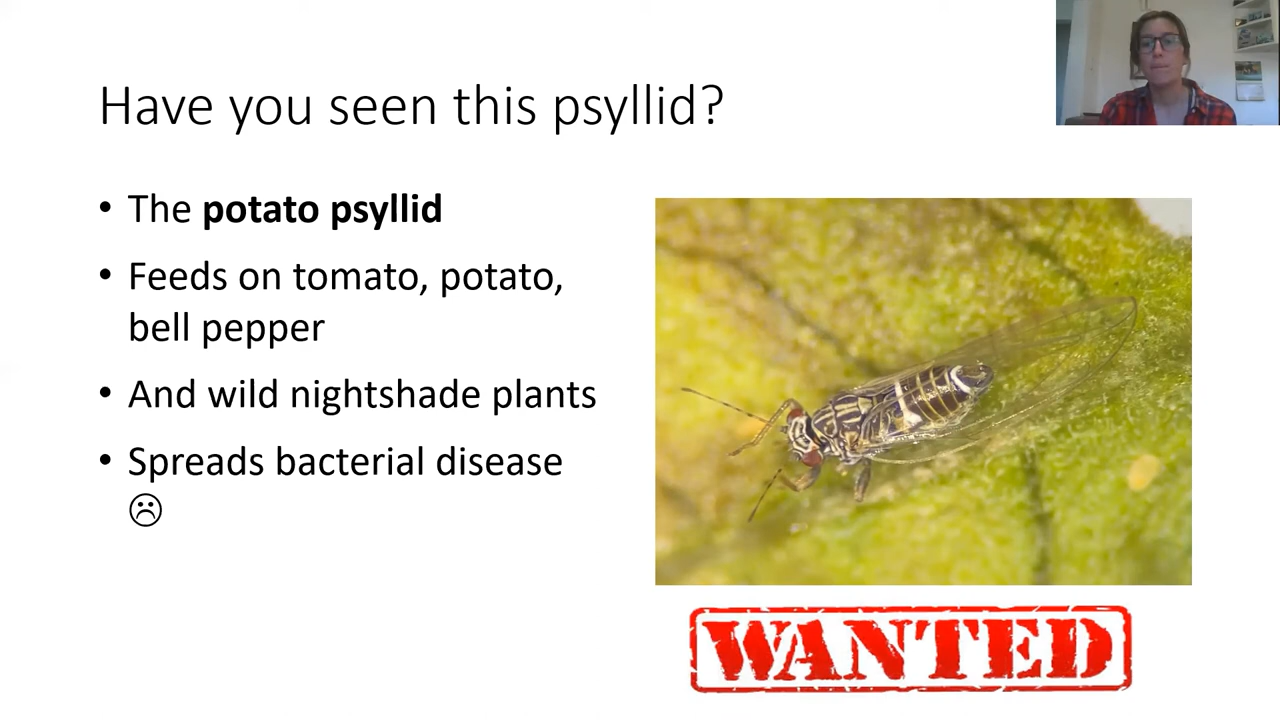 Have you seen this psyllid?
• The potato psyllid
• Feeds on tomato, potato,
bell pepper
• And wild nightshade plants
• Spreads bacterial disease
☹
WANTED